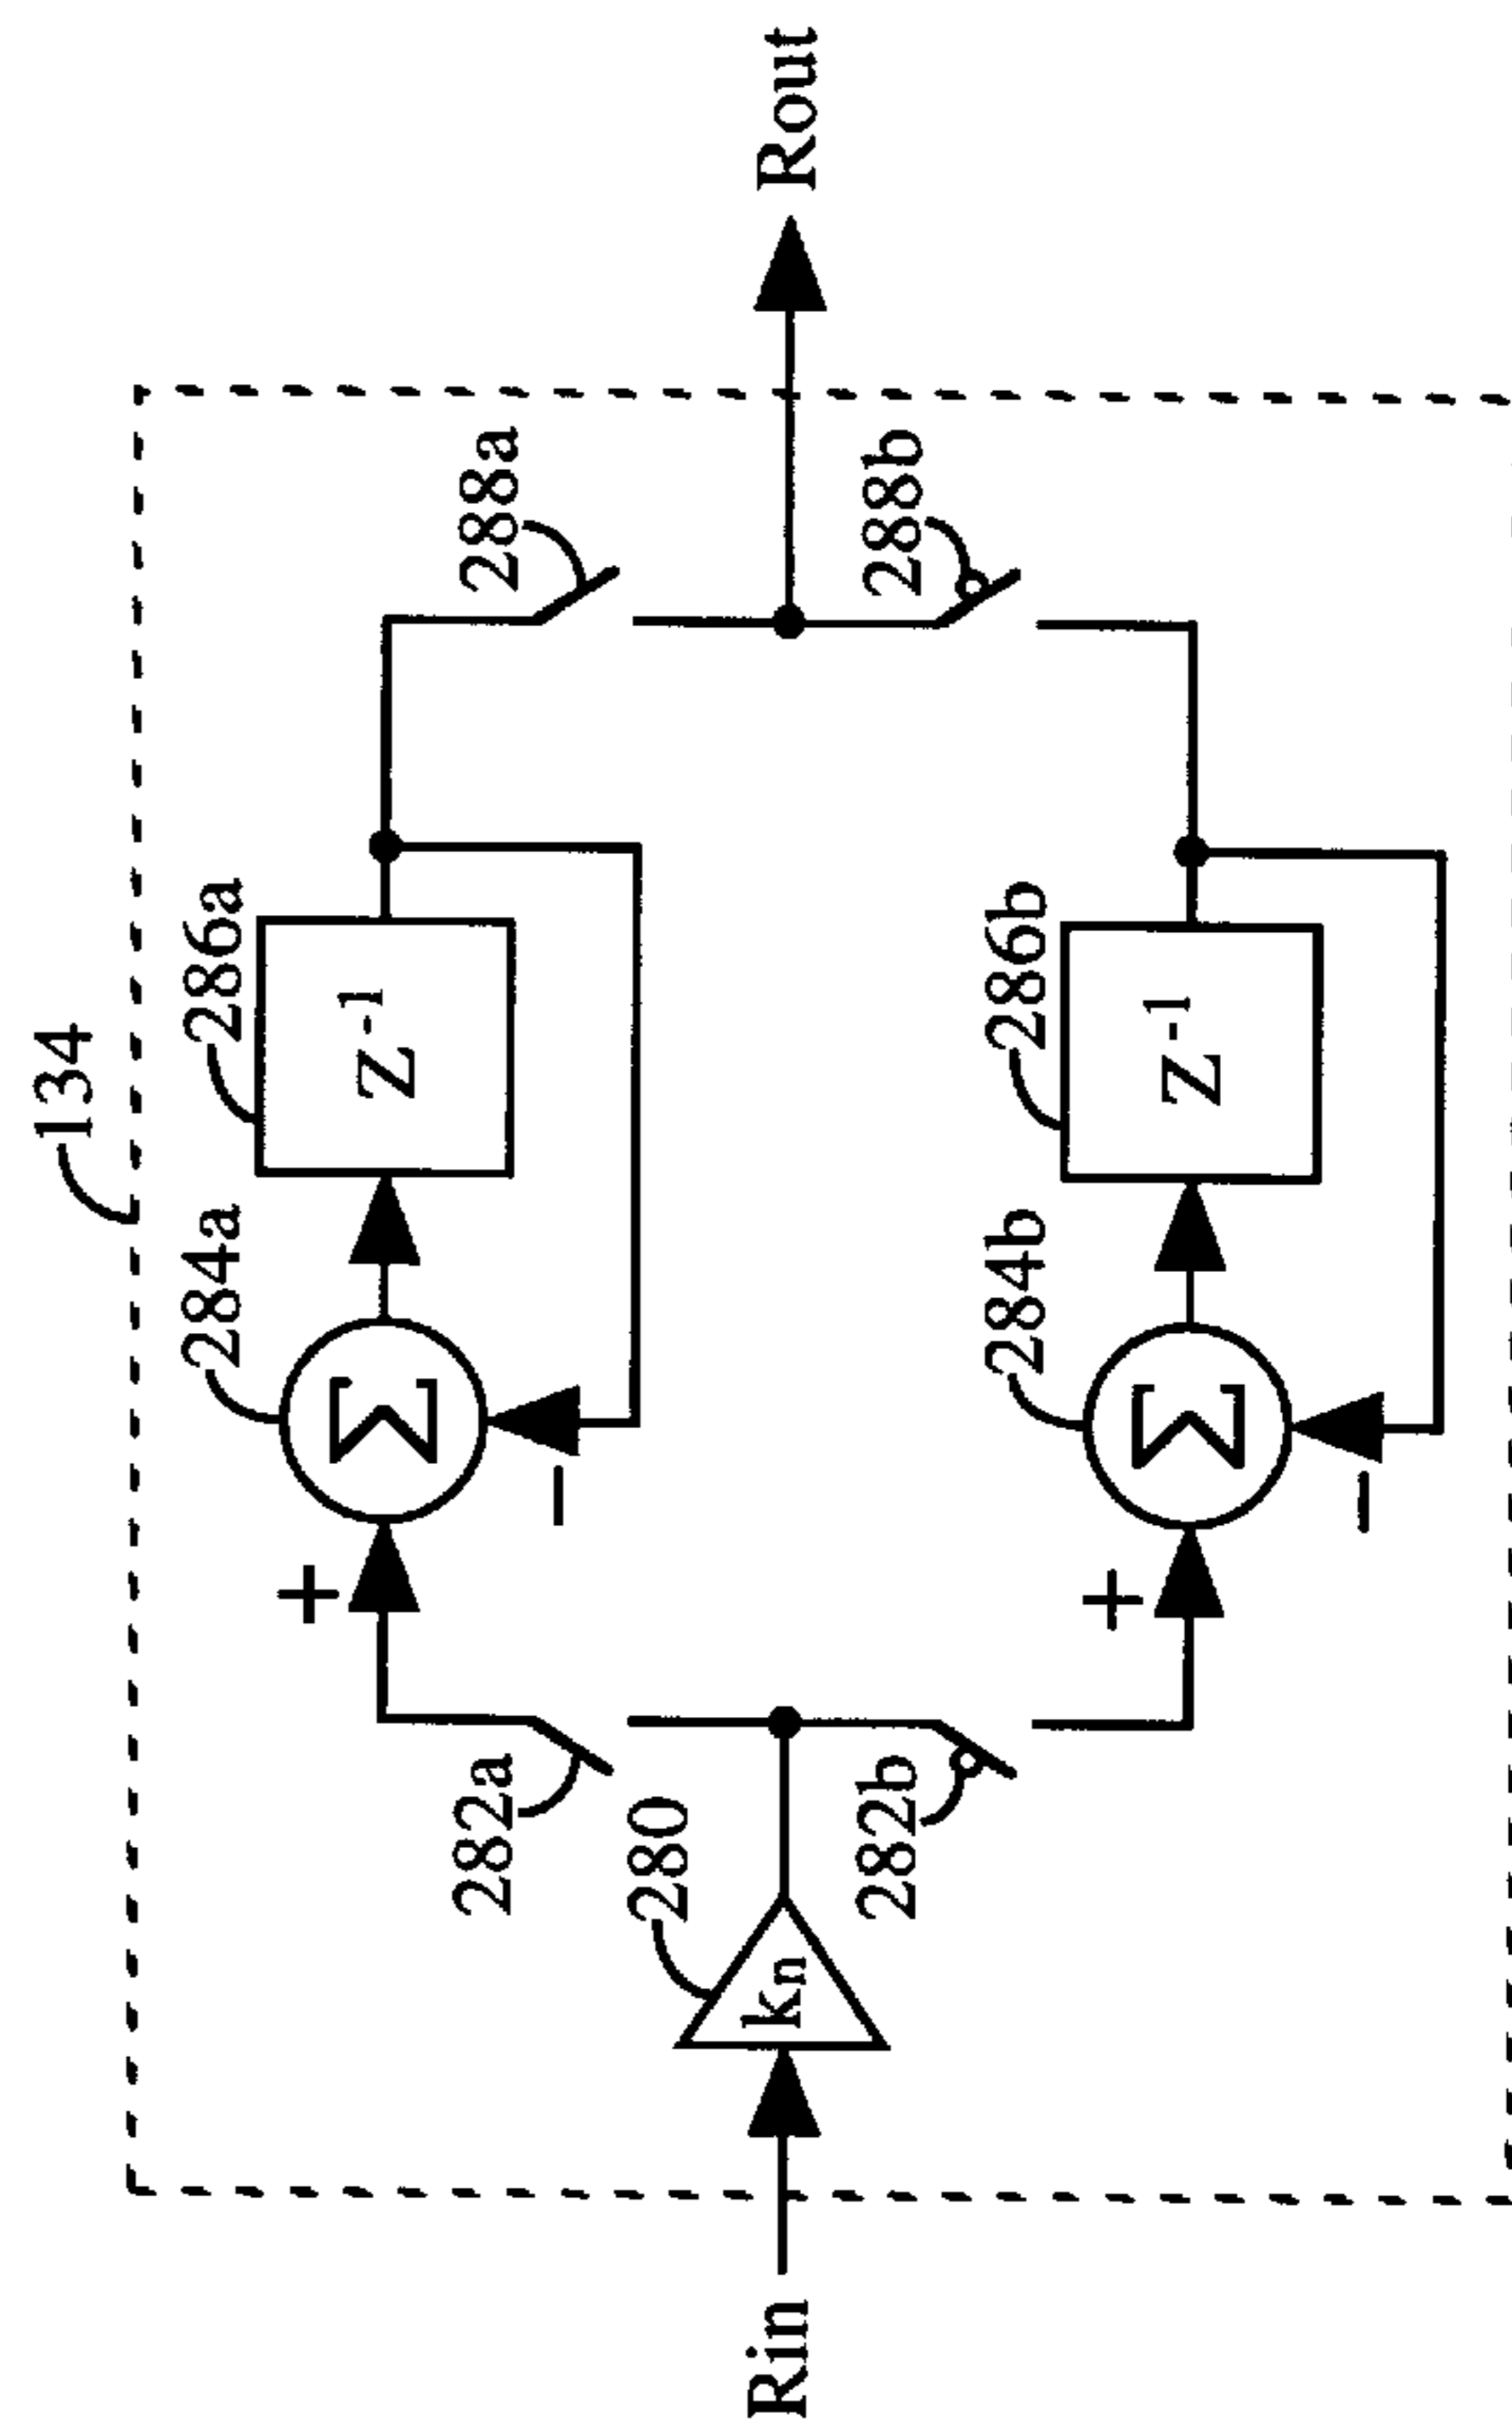 134
284a
286a
288a
+
Σ
z-1
−
282a
280
Rin
kn
Rout
282b
284b
286b
288b
+
Σ
z-1
−